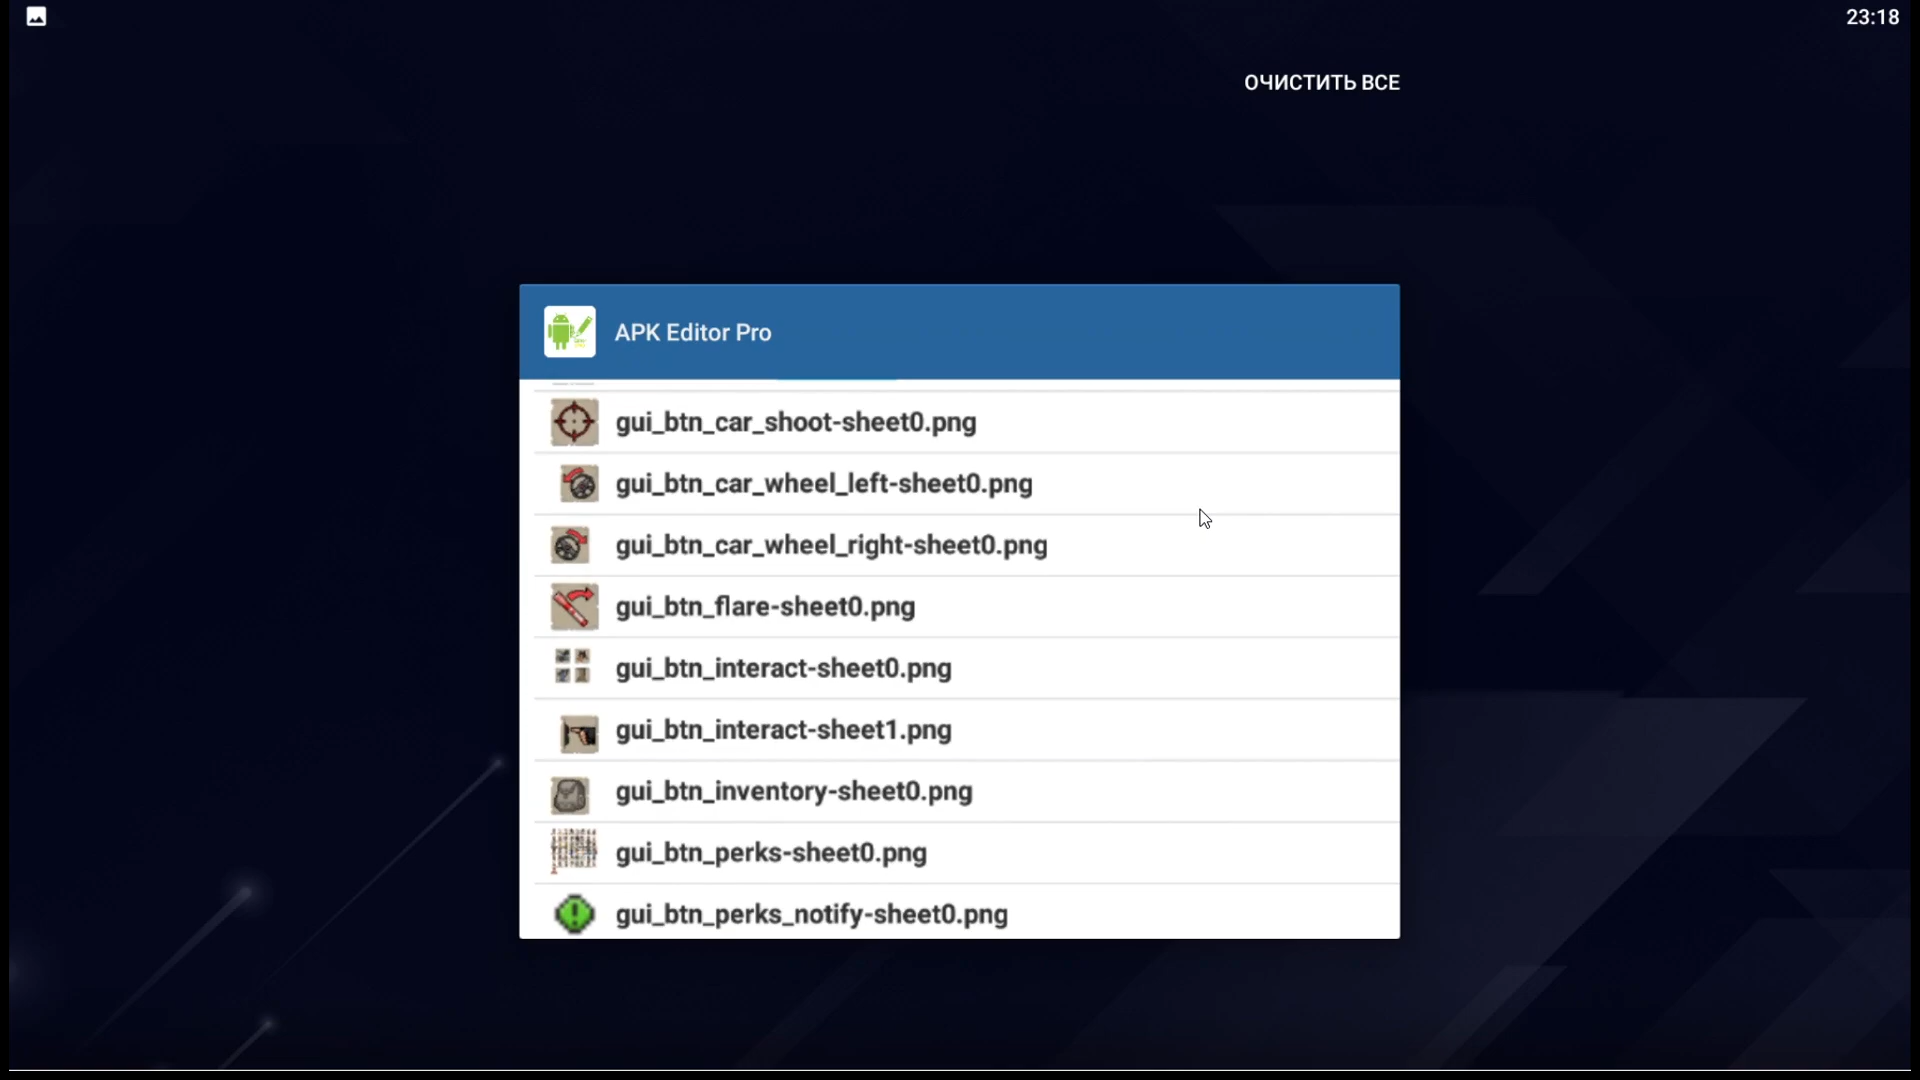 23:18
ОЧИСТИТЬ ВСЕ
APK Editor Pro
gui_btn_car_shoot-sheet0.png
gui_btn_car_wheel_left-sheet0.png
gui_btn_car_wheel_right-sheet0.png
gui_btn_flare-sheet0.png
gui_btn_interact-sheet0.png
gui_btn_interact-sheet1.png
gui_btn_inventory-sheet0.png
gui_btn_perks-sheet0.png
gui_btn_perks_notify-sheet0.png